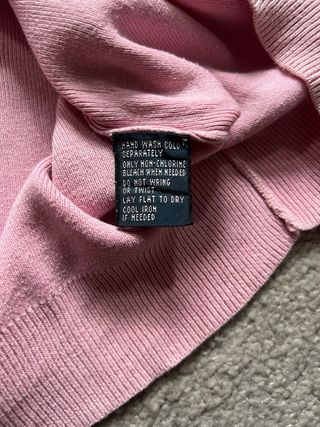 HAND WASH COLD
SEPARATELY
ONLY NON-CHLORINE
BLEACH WHEN NEEDED
DO NOT WRING
OR TWIST
LAY FLAT TO DRY
COOL IRON
IF NEEDED